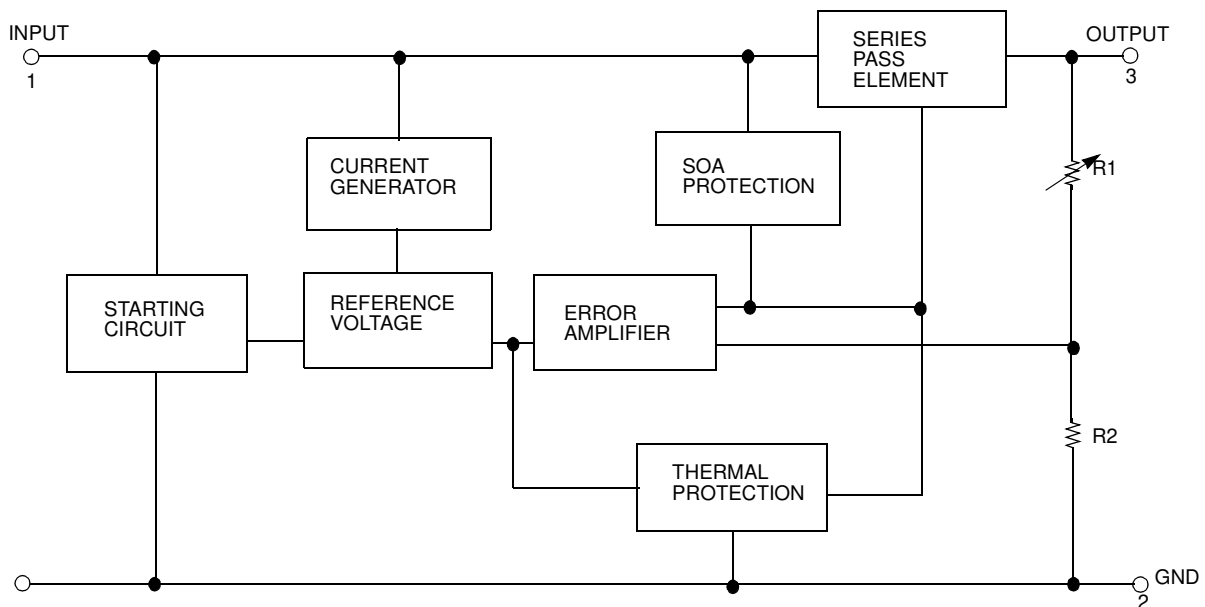 INPUT
1
SERIES
PASS
ELEMENT
OUTPUT
3
CURRENT
GENERATOR
SOA
PROTECTION
R1
STARTING
CIRCUIT
REFERENCE
VOLTAGE
ERROR
AMPLIFIER
R2
THERMAL
PROTECTION
GND
2